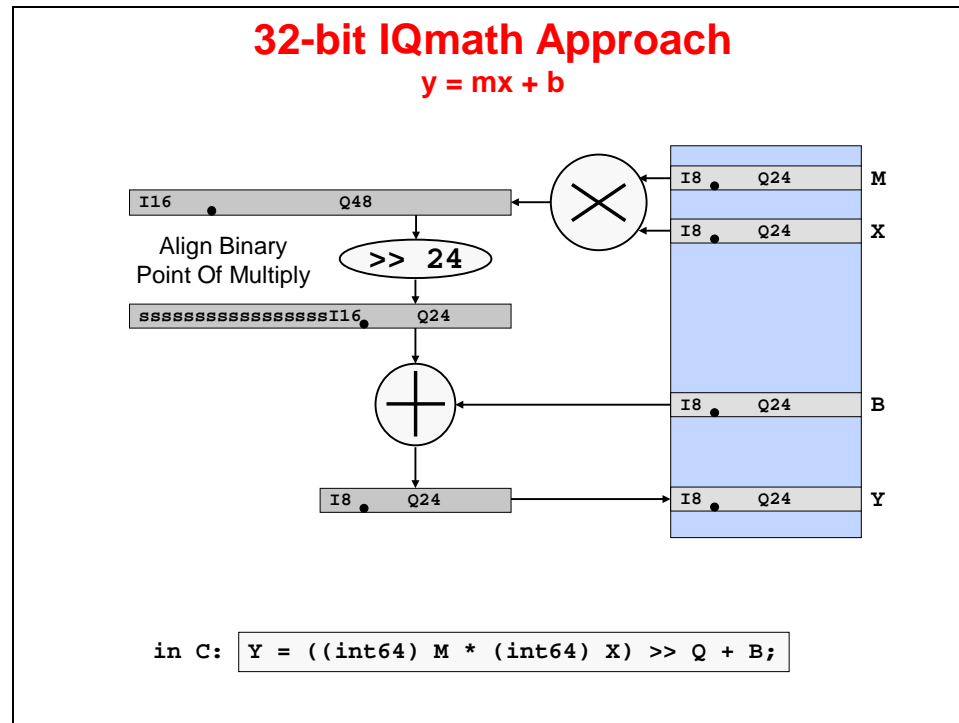 32-bit IQmath Approach
y = mx + b
I8 Q24 M
I16 Q48
I8 Q24 X
Align Binary
Point Of Multiply
>> 24
sssssssssssssssssI16 Q24
I8 Q24 B
I8 Q24
I8 Q24 Y
in C: Y = ((int64) M * (int64) X) >> Q + B;